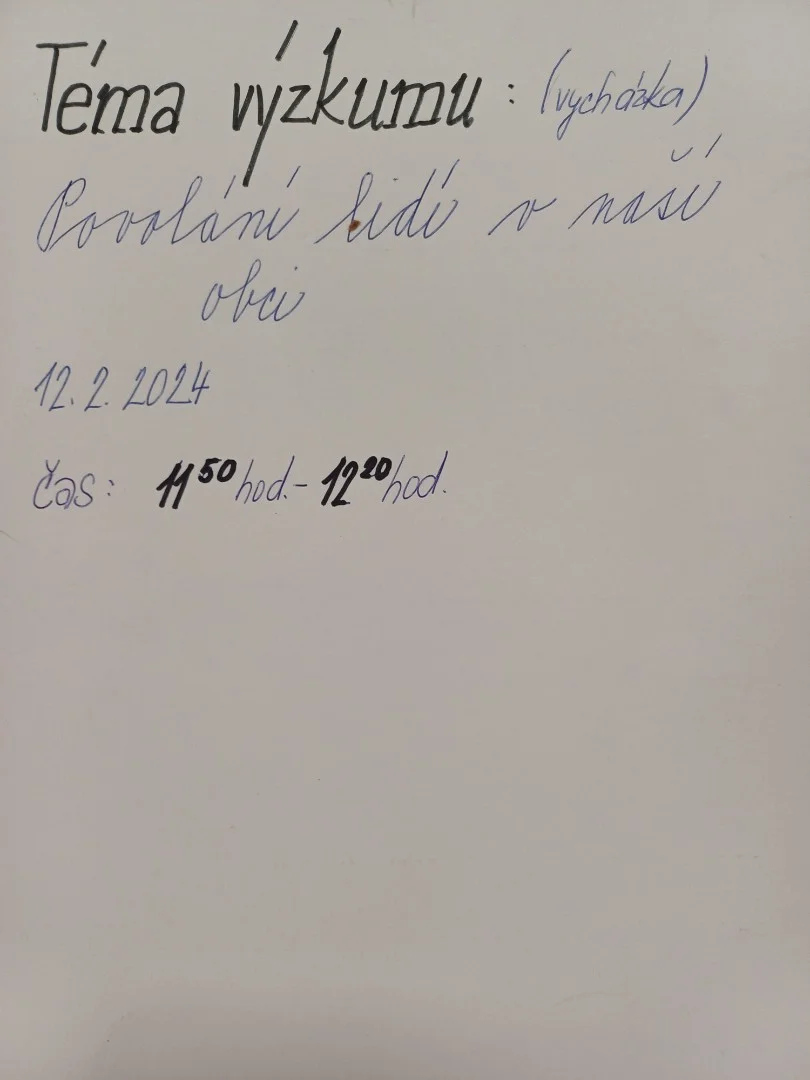 Téma výzkumu : (vycházka)
Povolání lidí v naší
obci
12. 2. 2024
čas: 11⁵⁰ hod. - 12²⁰ hod.